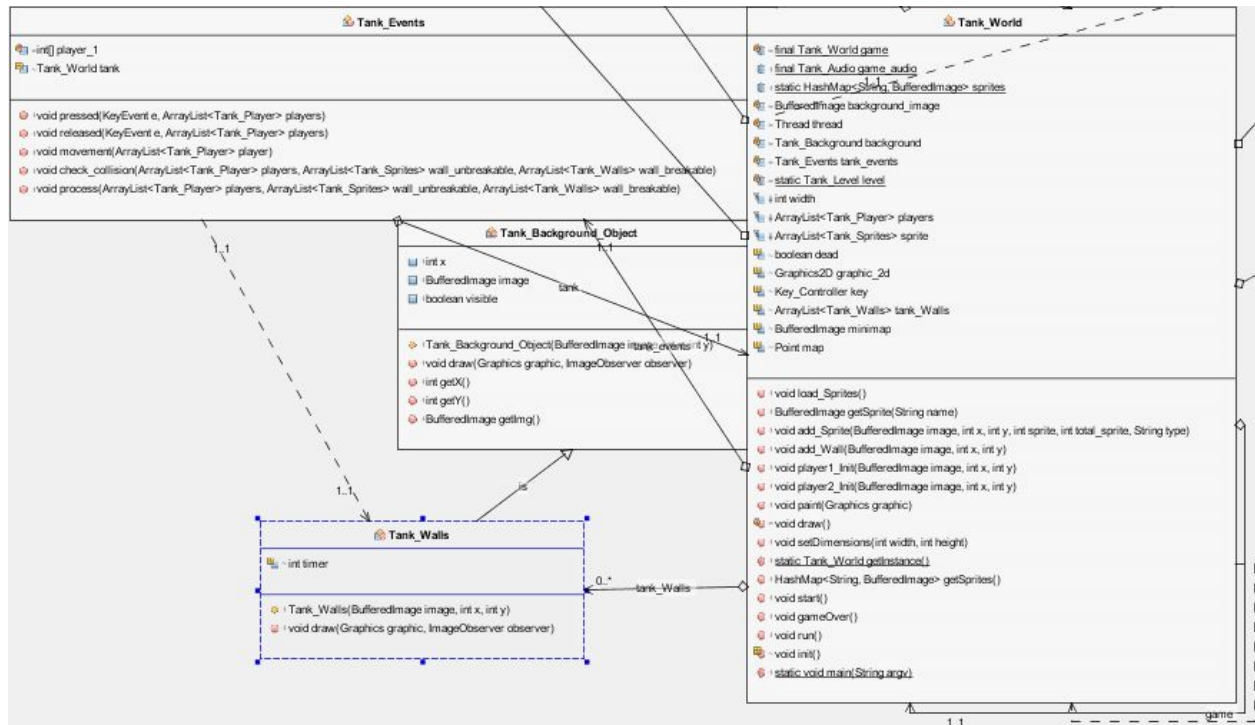 Tank_Events
-int[] player_1
~Tank_World tank
void pressed(KeyEvent e, ArrayList<Tank_Player> players)
void released(KeyEvent e, ArrayList<Tank_Player> players)
void movement(ArrayList<Tank_Player> player)
void check_collision(ArrayList<Tank_Player> players, ArrayList<Tank_Sprites> wall_unbreakable, ArrayList<Tank_Walls> wall_breakable)
void process(ArrayList<Tank_Player> players, ArrayList<Tank_Sprites> wall_unbreakable, ArrayList<Tank_Walls> wall_breakable)
1..1
1..1
Tank_Background_Object
int x
BufferedImage image
boolean visible
Tank_Background_Object(BufferedImage int y)
void draw(Graphics graphic, ImageObserver observer)
int getX()
int getY()
BufferedImage getImg()
1..1
tank
tank_events
1..1
is
Tank_Walls
~int timer
Tank_Walls(BufferedImage image, int x, int y)
void draw(Graphics graphic, ImageObserver observer)
0..*
tank_Walls
Tank_World
-final Tank_World game
final Tank_Audio game_audio
1..1
static HashMap<String, BufferedImage> sprites
-BufferedImage background_image
-Thread thread
-Tank_Background background
-Tank_Events tank_events
-static Tank_Level level
#int width
#ArrayList<Tank_Player> players
#ArrayList<Tank_Sprites> sprite
~boolean dead
~Graphics2D graphic_2d
~Key_Controller key
~ArrayList<Tank_Walls> tank_Walls
~BufferedImage minimap
~Point map
void load_Sprites()
BufferedImage getSprite(String name)
void add_Sprite(BufferedImage image, int x, int y, int sprite, int total_sprite, String type)
void add_Wall(BufferedImage image, int x, int y)
void player1_Init(BufferedImage image, int x, int y)
void player2_Init(BufferedImage image, int x, int y)
void paint(Graphics graphic)
-void draw()
void setDimensions(int width, int height)
static Tank_World getInstance()
HashMap<String, BufferedImage> getSprites()
void start()
void gameOver()
void run()
void init()
static void main(String argv)
1..1
game